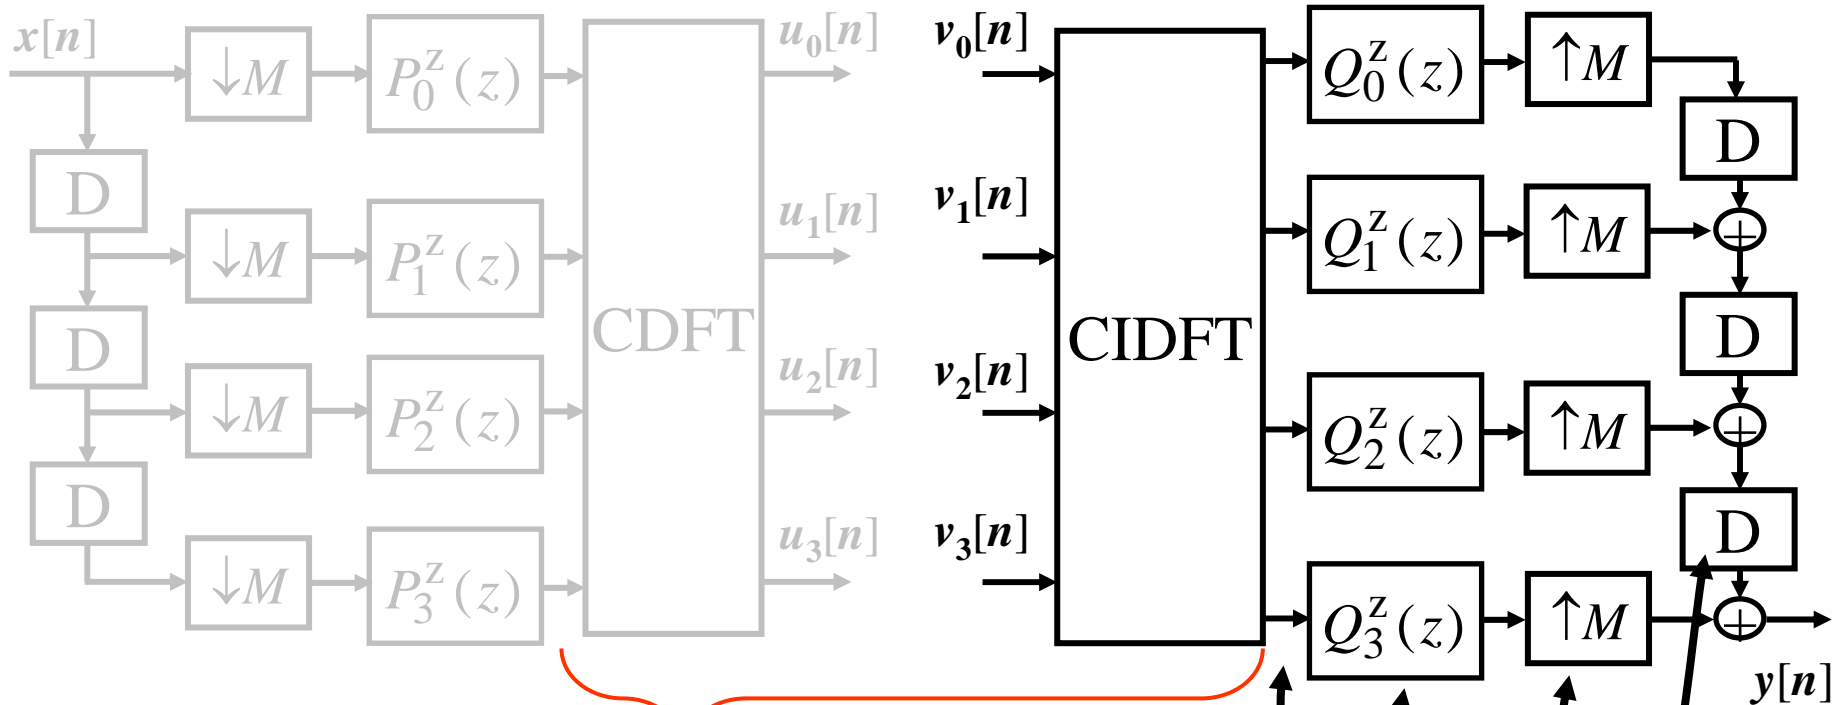 x[n] ↓M P₀ᶻ(z) u₀[n] v₀[n] Q₀ᶻ(z) ↑M
D D
↓M P₁ᶻ(z) u₁[n] v₁[n] Q₁ᶻ(z) ↑M +
D CDFT CIDFT D
↓M P₂ᶻ(z) u₂[n] v₂[n] Q₂ᶻ(z) ↑M +
D D
↓M P₃ᶻ(z) u₃[n] v₃[n] Q₃ᶻ(z) ↑M +
y[n]